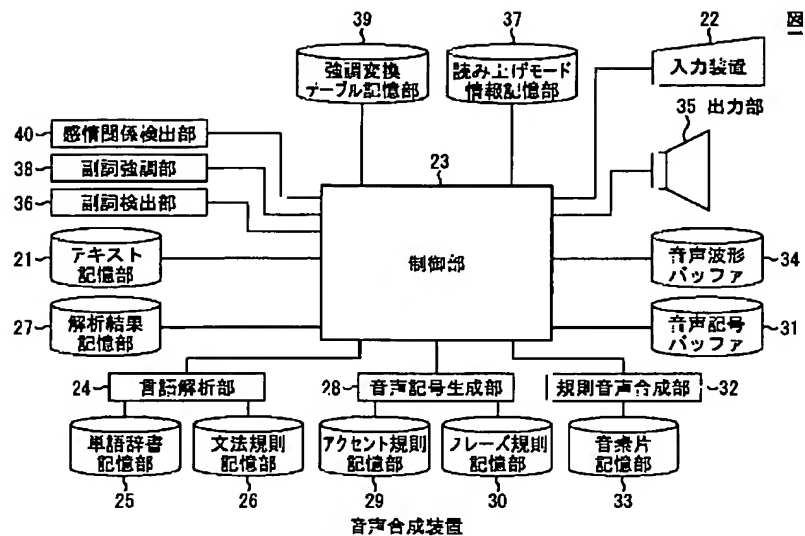 図
39
37
22
強調変換
テーブル記憶部
読み上げモード
情報記憶部
入力装置
35 出力部
40
感情関係検出部
38
副詞強調部
36
副詞検出部
23
制御部
21
テキスト
記憶部
音声波形
バッファ
34
27
解析結果
記憶部
音声記号
バッファ
31
24
言語解析部
28
音声記号生成部
規則音声合成部
32
単語辞書
記憶部
文法規則
記憶部
アクセント規則
記憶部
フレーズ規則
記憶部
音素片
記憶部
25
26
29
30
33
音声合成装置